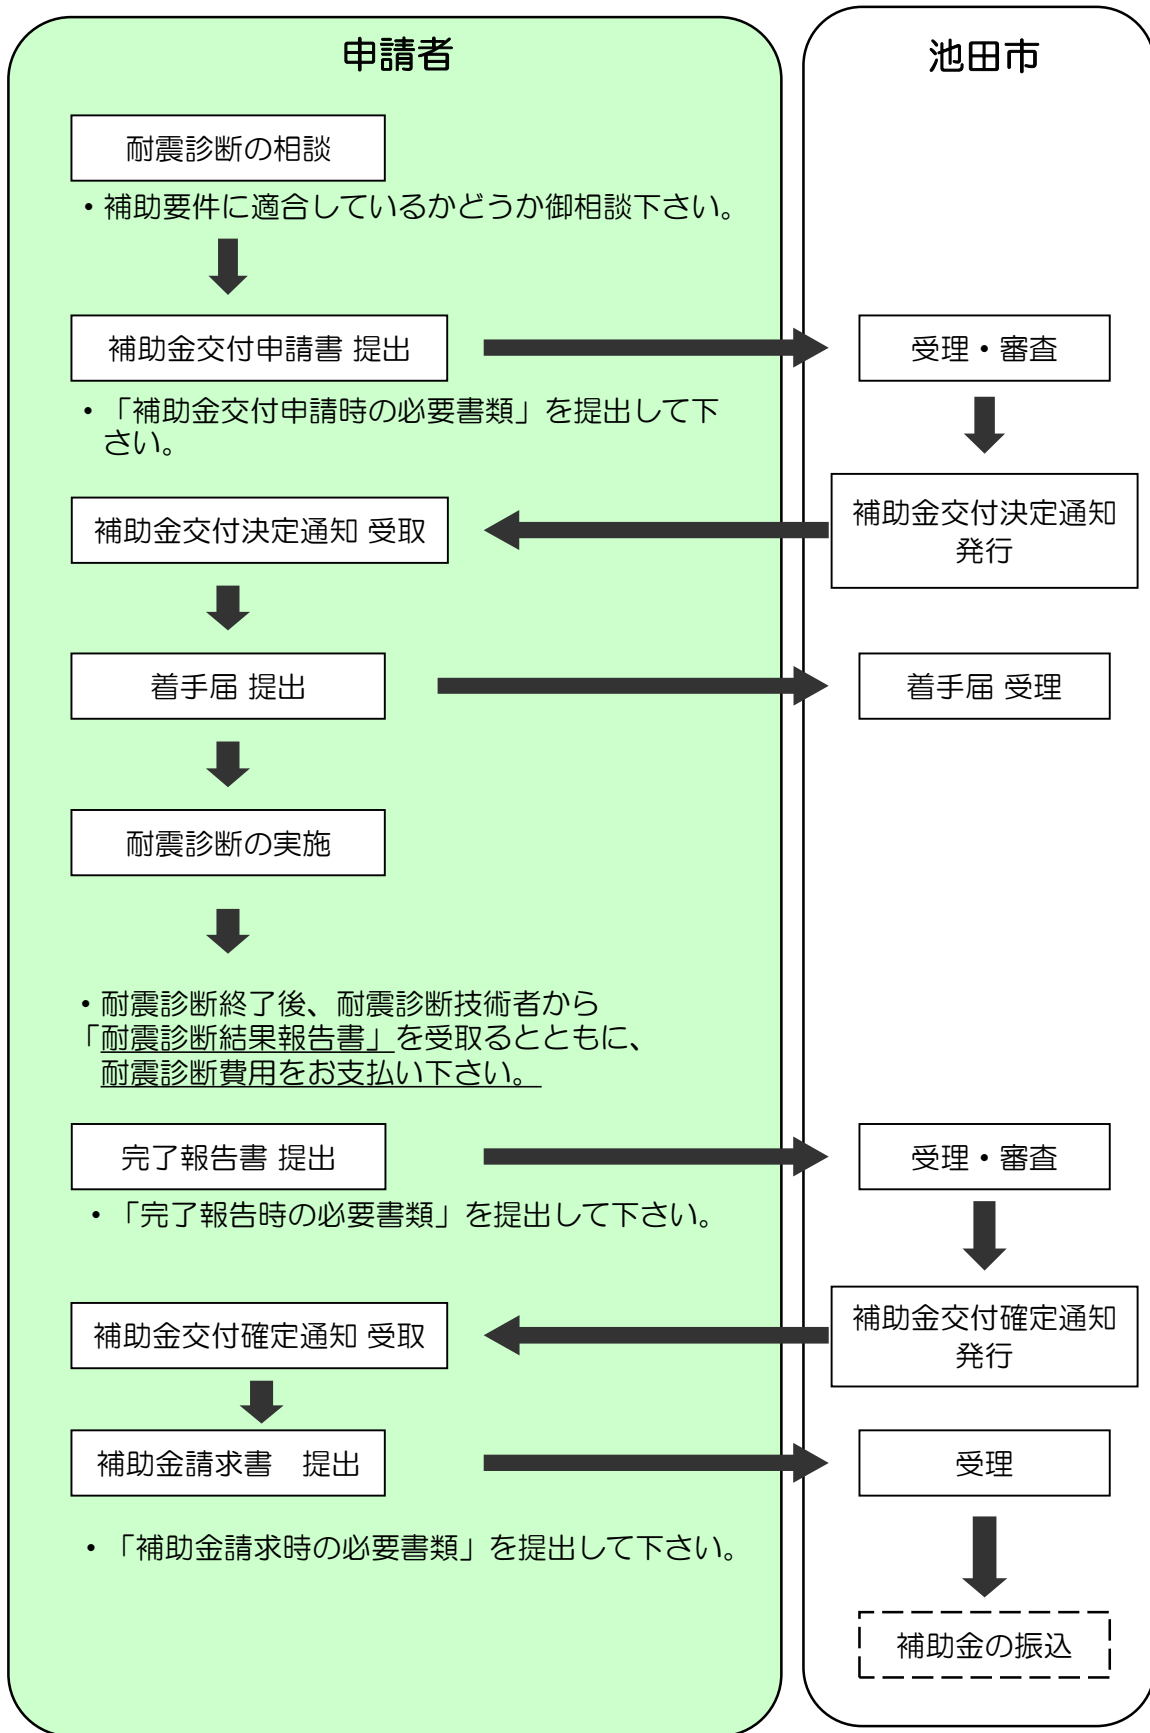 申請者
池田市
耐震診断の相談
・補助要件に適合しているかどうか御相談下さい。
補助金交付申請書 提出
受理・審査
・「補助金交付申請時の必要書類」を提出して下
さい。
補助金交付決定通知
発行
補助金交付決定通知 受取
着手届 提出
着手届 受理
耐震診断の実施
・耐震診断終了後、耐震診断技術者から
「耐震診断結果報告書」を受取るとともに、
耐震診断費用をお支払い下さい。
完了報告書 提出
受理・審査
・「完了報告時の必要書類」を提出して下さい。
補助金交付確定通知
発行
補助金交付確定通知 受取
補助金請求書　提出
受理
・「補助金請求時の必要書類」を提出して下さい。
補助金の振込